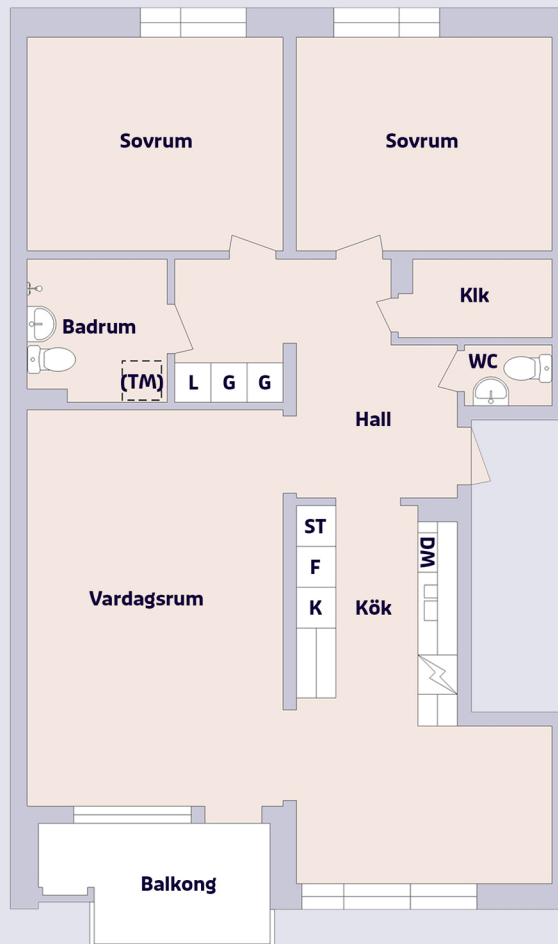 Sovrum
Sovrum
Klk
Badrum
WC
(TM)
L G G
Hall
ST
DM
F
Vardagsrum
K
Kök
Balkong